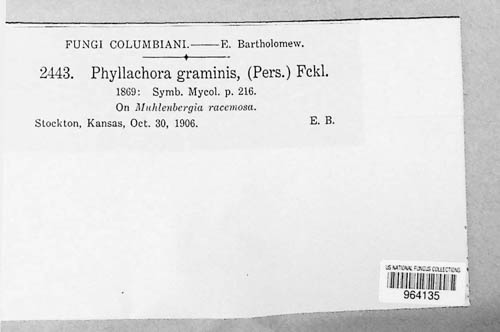 FUNGI COLUMBIANI.—E. Bartholomew.
2443. Phyllachora graminis, (Pers.) Fckl.
1869: Symb. Mycol. p. 216.
On Muhlenbergia racemosa.
Stockton, Kansas, Oct. 30, 1906. E. B.
US NATIONAL FUNGUS COLLECTIONS
964135